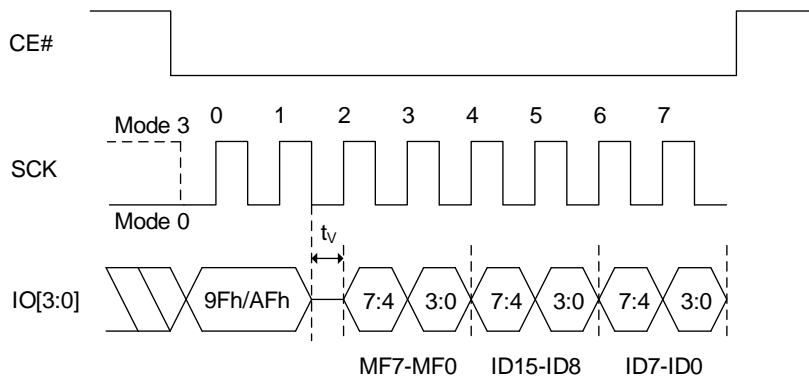 CE#
0 1 2 3 4 5 6 7
Mode 3
SCK
Mode 0
tV
IO[3:0]
9Fh/AFh 7:4 3:0 7:4 3:0 7:4 3:0
MF7-MF0 ID15-ID8 ID7-ID0